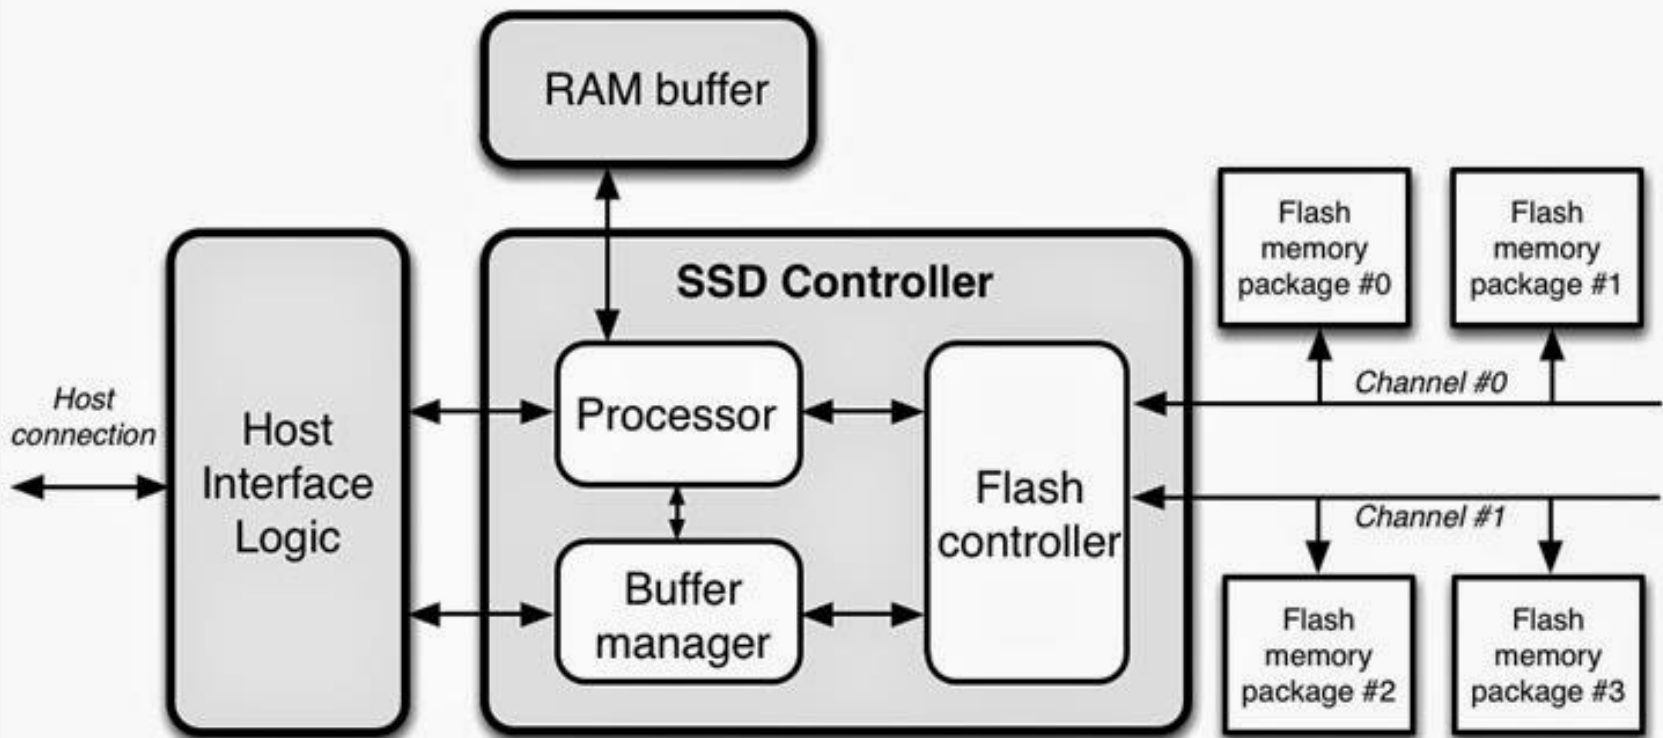 RAM buffer
SSD Controller
Host
connection
Host
Interface
Logic
Processor
Buffer
manager
Flash
controller
Flash
memory
package #0
Flash
memory
package #1
Channel #0
Channel #1
Flash
memory
package #2
Flash
memory
package #3